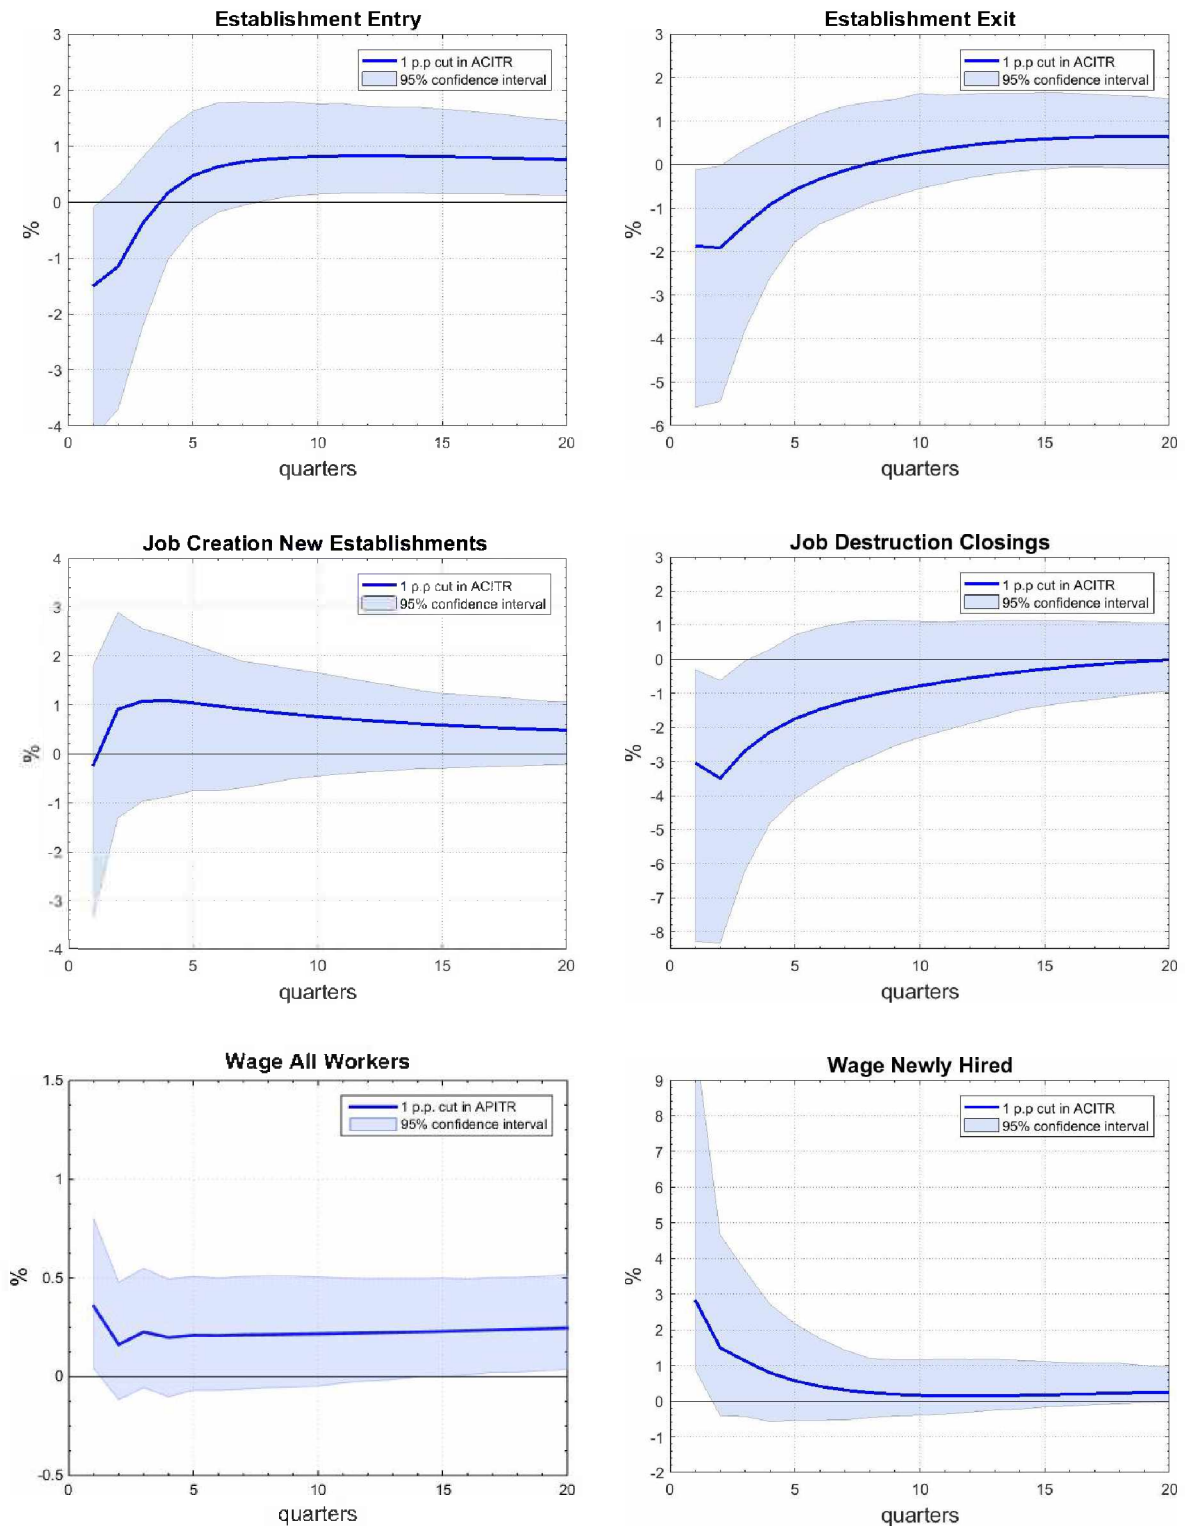 Establishment Entry
3
2
1
0
-1
-2
-3
-4
%
1 p.p cut in ACITR
95% confidence interval
0 5 10 15 20
quarters
Establishment Exit
3
2
1
0
-1
-2
-3
-4
-5
-6
%
1 p.p cut in ACITR
95% confidence interval
0 5 10 15 20
quarters
Job Creation New Establishments
4
3
2
1
0
-1
-2
-3
-4
%
1 p.p cut in ACITR
95% confidence interval
0 5 10 15 20
quarters
Job Destruction Closings
3
2
1
0
-1
-2
-3
-4
-5
-6
-7
-8
%
1 p.p cut in ACITR
95% confidence interval
0 5 10 15 20
quarters
Wage All Workers
1.5
1
0.5
0
-0.5
%
1 p.p. cut in APITR
95% confidence interval
0 5 10 15 20
quarters
Wage Newly Hired
9
8
7
6
5
4
3
2
1
0
-1
-2
%
1 p.p cut in ACITR
95% confidence interval
0 5 10 15 20
quarters